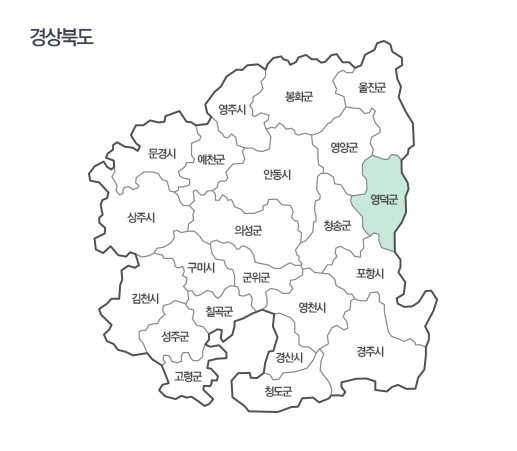 경상북도
울진군
봉화군
영주시
영양군
문경시
예천군
안동시
영덕군
상주시
청송군
의성군
구미시
포항시
군위군
김천시
영천시
칠곡군
성주군
경주시
경산시
고령군
청도군